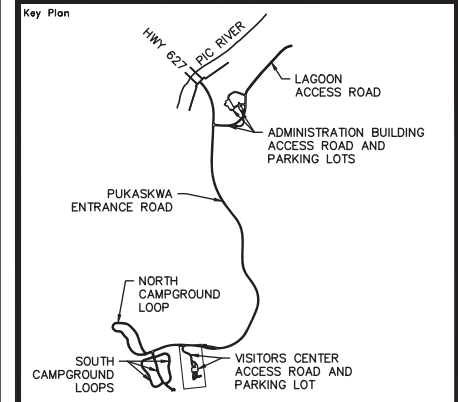 Key Plan
HWY 627
PIC RIVER
LAGOON
ACCESS ROAD
ADMINISTRATION BUILDING
ACCESS ROAD AND
PARKING LOTS
PUKASKWA
ENTRANCE ROAD
NORTH
CAMPGROUND
LOOP
SOUTH
CAMPGROUND
LOOPS
VISITORS CENTER
ACCESS ROAD AND
PARKING LOT